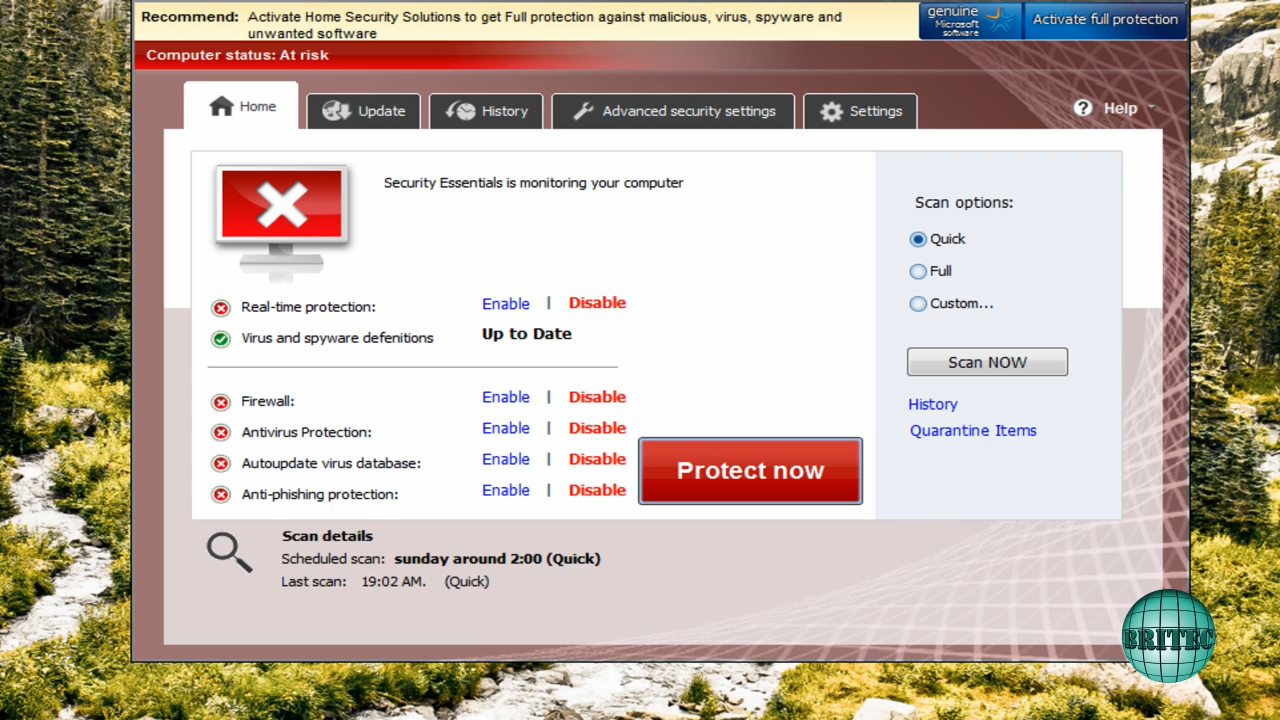 Recommend: Activate Home Security Solutions to get Full protection against malicious, virus, spyware and
unwanted software
genuine
Microsoft
software
Activate full protection
Computer status: At risk
Home
Update
History
Advanced security settings
Settings
? Help
Security Essentials is monitoring your computer
Real-time protection: Enable | Disable
Virus and spyware defenitions Up to Date
Firewall: Enable | Disable
Antivirus Protection: Enable | Disable
Autoupdate virus database: Enable | Disable
Anti-phishing protection: Enable | Disable
Protect now
Scan options:
Quick
Full
Custom...
Scan NOW
History
Quarantine Items
Scan details
Scheduled scan: sunday around 2:00 (Quick)
Last scan: 19:02 AM. (Quick)
BRITEC